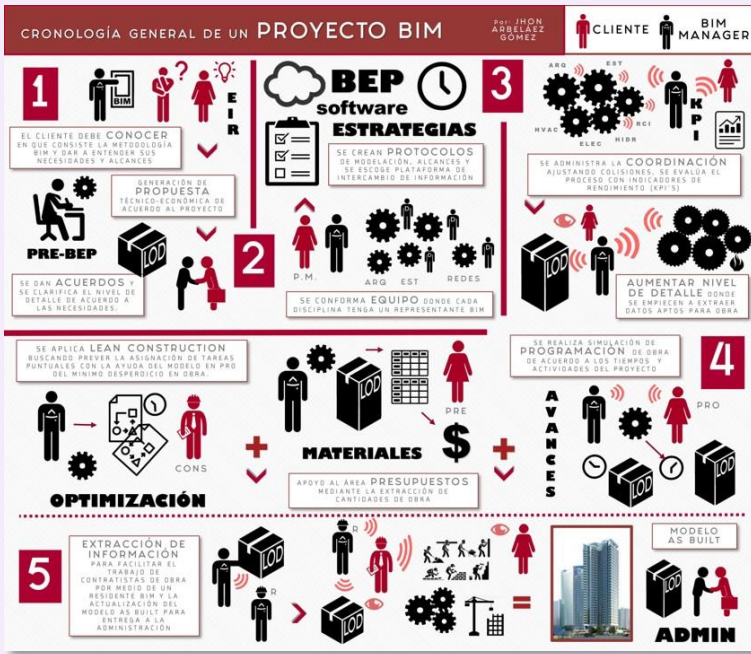 CRONOLOGÍA GENERAL DE UN PROYECTO BIM
Por: JHON
ARBELÁEZ
GÓMEZ
CLIENTE
BIM
MANAGER
1
BIM
?
EIR
EL CLIENTE DEBE CONOCER
EN QUE CONSISTE LA METODOLOGÍA
BIM Y DAR A ENTENDER SUS
NECESIDADES Y ALCANCES
GENERACIÓN DE
PROPUESTA
TÉCNICO-ECONÓMICA DE
ACUERDO AL PROYECTO
PRE-BEP
LOD
SE DAN ACUERDOS Y
SE CLARIFICA EL NIVEL DE
DETALLE DE ACUERDO A
LAS NECESIDADES.
2
BEP
software
ESTRATEGIAS
SE CREAN PROTOCOLOS
DE MODELACIÓN, ALCANCES Y
SE ESCOGE PLATAFORMA DE
INTERCAMBIO DE INFORMACIÓN
P.M.
ARQ
EST
REDES
SE CONFORMA EQUIPO DONDE CADA
DISCIPLINA TENGA UN REPRESENTANTE BIM
3
ARQ
EST
HVAC
ELEC
HIDR
RCI
KPI
SE ADMINISTRA LA COORDINACIÓN
AJUSTANDO COLISIONES, SE EVALÚA EL
PROCESO CON INDICADORES DE
RENDIMIENTO (KPI'S)
LOD
AUMENTAR NIVEL
DE DETALLE DONDE
SE EMPIECEN A EXTRAER
DATOS APTOS PARA OBRA
SE APLICA LEAN CONSTRUCTION
BUSCANDO PREVER LA ASIGNACIÓN DE TAREAS
PUNTUALES CON LA AYUDA DEL MODELO EN PRO
DEL MINIMO DESPERDICIO EN OBRA.
CONS
OPTIMIZACIÓN
+
LOD
PRE
$
MATERIALES
APOYO AL ÁREA PRESUPUESTOS
MEDIANTE LA EXTRACCIÓN DE
CANTIDADES DE OBRA
+
SE REALIZA SIMULACIÓN DE
PROGRAMACIÓN DE OBRA
DE ACUERDO A LOS TIEMPOS Y
ACTIVIDADES DEL PROYECTO
4
AVANCES
PRO
LOD
LOD
5
EXTRACCIÓN DE
INFORMACIÓN
PARA FACILITAR EL
TRABAJO DE
CONTRATISTAS DE OBRA
POR MEDIO DE UN
RESIDENTE BIM Y LA
ACTUALIZACIÓN DEL
MODELO AS BUILT PARA
ENTREGA A LA
ADMINISTRACIÓN
LOD
R
R
LOD
=
MODELO
AS BUILT
LOD
ADMIN